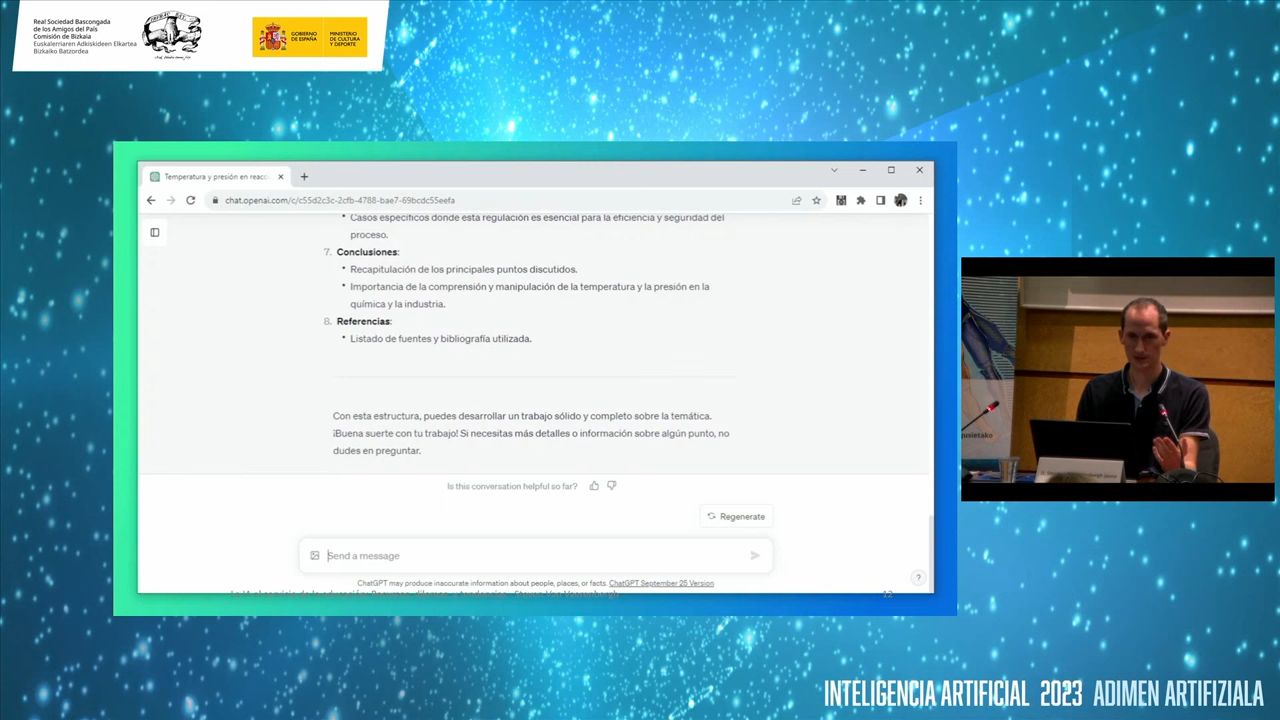 Real Sociedad Bascongada
de los Amigos del País
Comisión de Bizkaia
Euskalerriaren Adkiskideen Elkartea
Bizkaiko Batzordea
GOBIERNO
DE ESPAÑA
MINISTERIO
DE CULTURA
Y DEPORTE
Temperatura y presión en reacc
chat.openai.com/c/c55d2c3c-2cfb-4788-bae7-69bcdc55eefa
• Casos específicos donde esta regulación es esencial para la eficiencia y seguridad del
proceso.
7. Conclusiones:
• Recapitulación de los principales puntos discutidos.
• Importancia de la comprensión y manipulación de la temperatura y la presión en la
química y la industria.
8. Referencias:
• Listado de fuentes y bibliografía utilizada.
Con esta estructura, puedes desarrollar un trabajo sólido y completo sobre la temática.
¡Buena suerte con tu trabajo! Si necesitas más detalles o información sobre algún punto, no
dudes en preguntar.
Is this conversation helpful so far?
Regenerate
Send a message
ChatGPT may produce inaccurate information about people, places, or facts. ChatGPT September 25 Version
?
12
INTELIGENCIA ARTIFICIAL 2023 ADIMEN ARTIFIZIALA